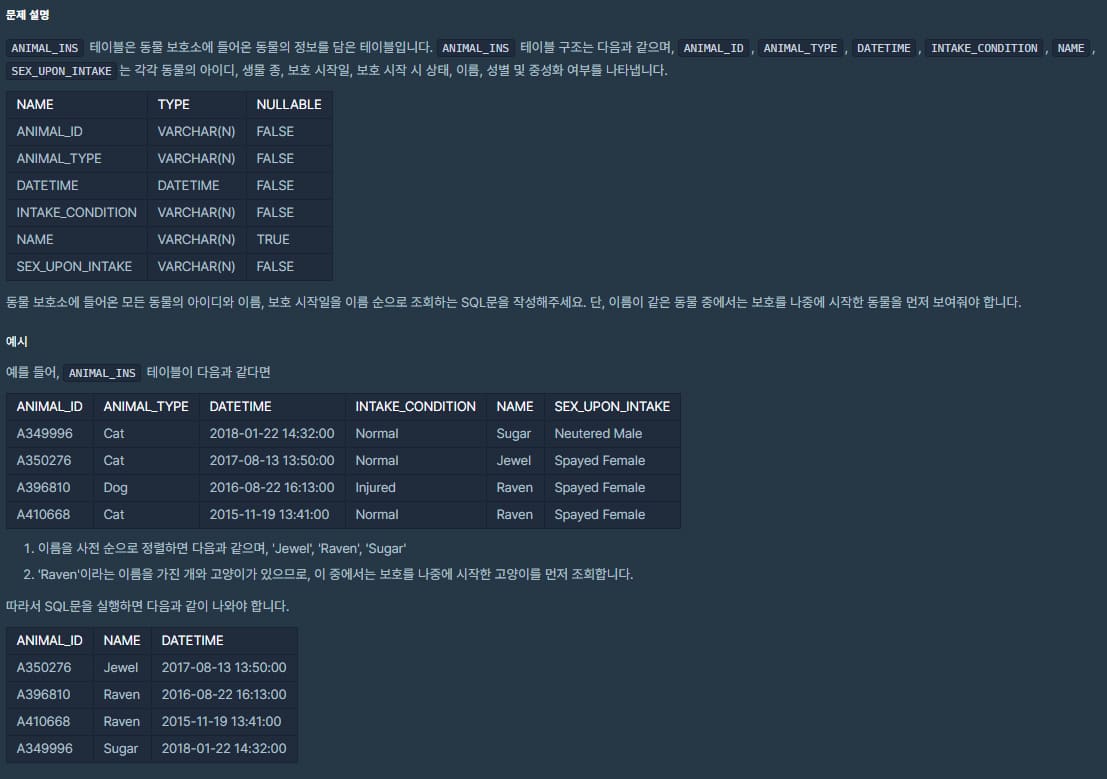 문제 설명
ANIMAL_INS 테이블은 동물 보호소에 들어온 동물의 정보를 담은 테이블입니다. ANIMAL_INS 테이블 구조는 다음과 같으며, ANIMAL_ID , ANIMAL_TYPE , DATETIME , INTAKE_CONDITION , NAME ,
SEX_UPON_INTAKE 는 각각 동물의 아이디, 생물 종, 보호 시작일, 보호 시작 시 상태, 이름, 성별 및 중성화 여부를 나타냅니다.
NAME TYPE NULLABLE
ANIMAL_ID VARCHAR(N) FALSE
ANIMAL_TYPE VARCHAR(N) FALSE
DATETIME DATETIME FALSE
INTAKE_CONDITION VARCHAR(N) FALSE
NAME VARCHAR(N) TRUE
SEX_UPON_INTAKE VARCHAR(N) FALSE
동물 보호소에 들어온 모든 동물의 아이디와 이름, 보호 시작일을 이름 순으로 조회하는 SQL문을 작성해주세요. 단, 이름이 같은 동물 중에서는 보호를 나중에 시작한 동물을 먼저 보여줘야 합니다.
예시
예를 들어, ANIMAL_INS 테이블이 다음과 같다면
ANIMAL_ID ANIMAL_TYPE DATETIME INTAKE_CONDITION NAME SEX_UPON_INTAKE
A349996 Cat 2018-01-22 14:32:00 Normal Sugar Neutered Male
A350276 Cat 2017-08-13 13:50:00 Normal Jewel Spayed Female
A396810 Dog 2016-08-22 16:13:00 Injured Raven Spayed Female
A410668 Cat 2015-11-19 13:41:00 Normal Raven Spayed Female
1. 이름을 사전 순으로 정렬하면 다음과 같으며, 'Jewel', 'Raven', 'Sugar'
2. 'Raven'이라는 이름을 가진 개와 고양이가 있으므로, 이 중에서는 보호를 나중에 시작한 고양이를 먼저 조회합니다.
따라서 SQL문을 실행하면 다음과 같이 나와야 합니다.
ANIMAL_ID NAME DATETIME
A350276 Jewel 2017-08-13 13:50:00
A396810 Raven 2016-08-22 16:13:00
A410668 Raven 2015-11-19 13:41:00
A349996 Sugar 2018-01-22 14:32:00